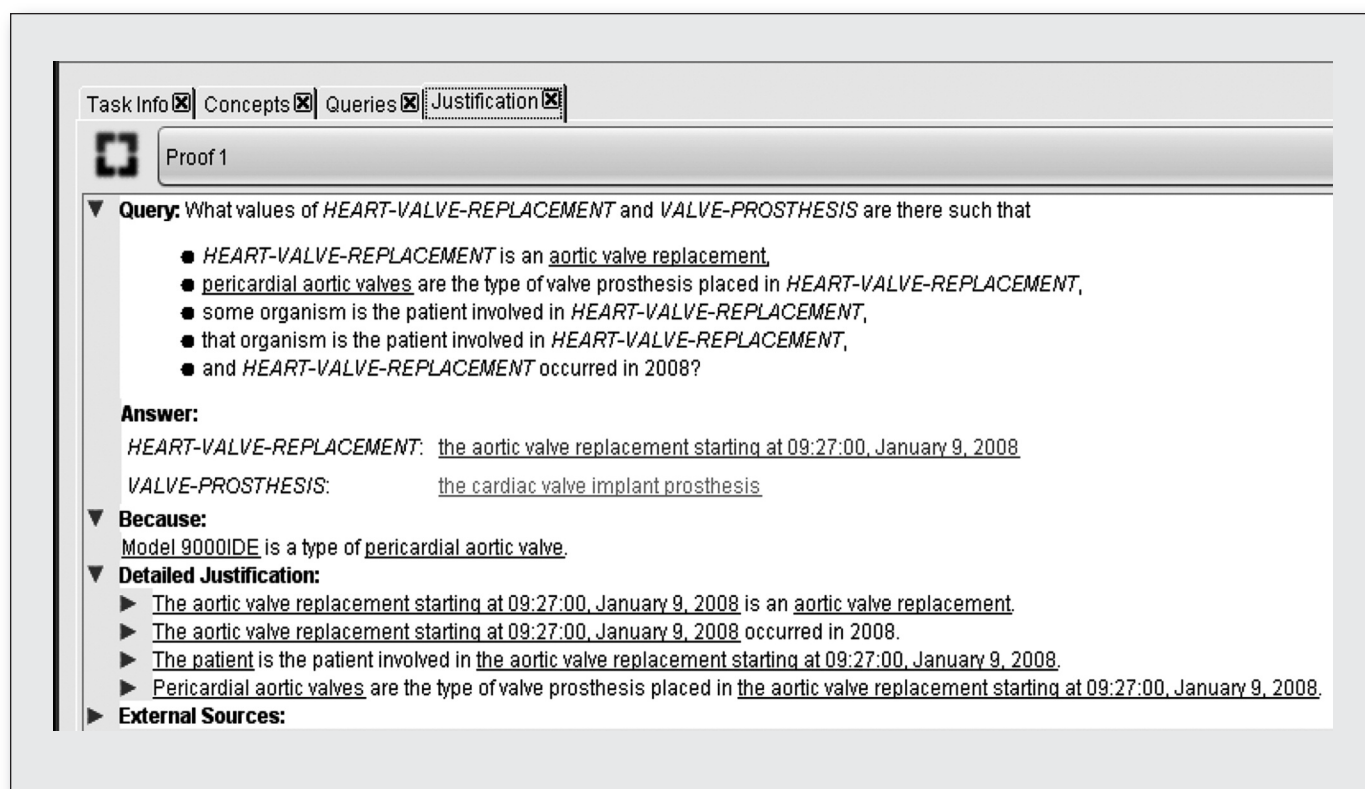 Task Info Concepts Queries Justification
Proof 1
Query: What values of HEART-VALVE-REPLACEMENT and VALVE-PROSTHESIS are there such that
HEART-VALVE-REPLACEMENT is an aortic valve replacement,
pericardial aortic valves are the type of valve prosthesis placed in HEART-VALVE-REPLACEMENT,
some organism is the patient involved in HEART-VALVE-REPLACEMENT,
that organism is the patient involved in HEART-VALVE-REPLACEMENT,
and HEART-VALVE-REPLACEMENT occurred in 2008?
Answer:
HEART-VALVE-REPLACEMENT: the aortic valve replacement starting at 09:27:00, January 9, 2008
VALVE-PROSTHESIS: the cardiac valve implant prosthesis
Because:
Model 9000IDE is a type of pericardial aortic valve.
Detailed Justification:
The aortic valve replacement starting at 09:27:00, January 9, 2008 is an aortic valve replacement.
The aortic valve replacement starting at 09:27:00, January 9, 2008 occurred in 2008.
The patient is the patient involved in the aortic valve replacement starting at 09:27:00, January 9, 2008.
Pericardial aortic valves are the type of valve prosthesis placed in the aortic valve replacement starting at 09:27:00, January 9, 2008.
External Sources: